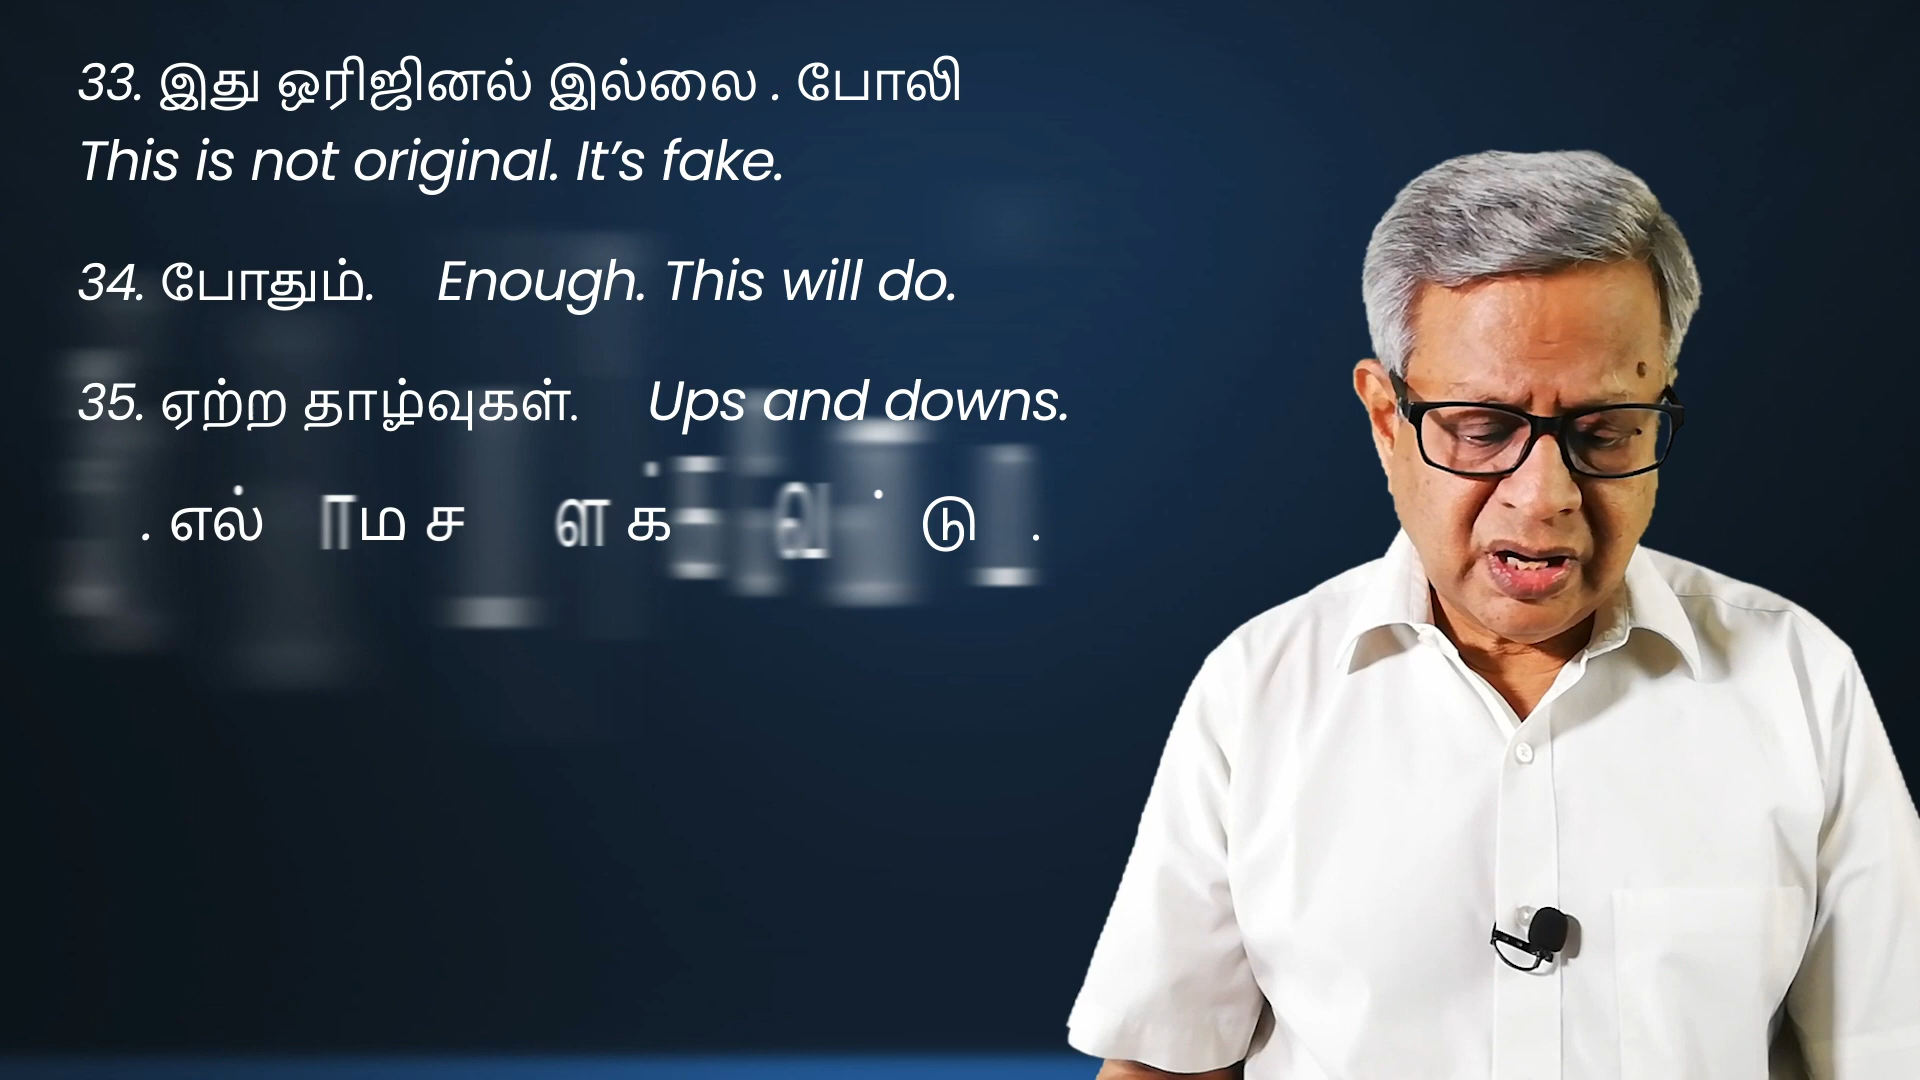 33. இது ஒரிஜினல் இல்லை . போலி
This is not original. It’s fake.
34. போதும். Enough. This will do.
35. ஏற்ற தாழ்வுகள். Ups and downs.